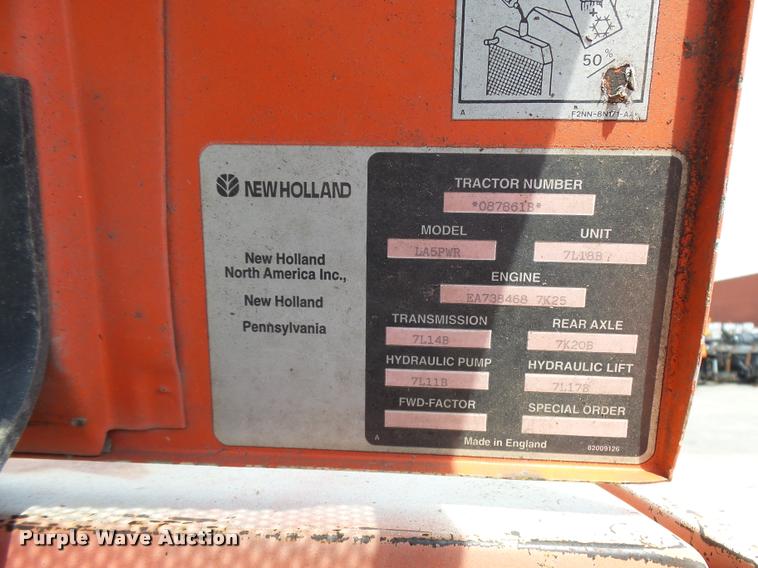 50%
A
F2NN-8N171-AA
NEW HOLLAND
New Holland
North America Inc.,
New Holland
Pennsylvania
TRACTOR NUMBER
*087861B*
MODEL
LA5PWR
UNIT
7L18B
ENGINE
EA738468 7K25
TRANSMISSION
7L14B
REAR AXLE
7K20B
HYDRAULIC PUMP
7L11B
HYDRAULIC LIFT
7L17B
FWD-FACTOR
SPECIAL ORDER
A
Made in England
82009126
Purple Wave Auction